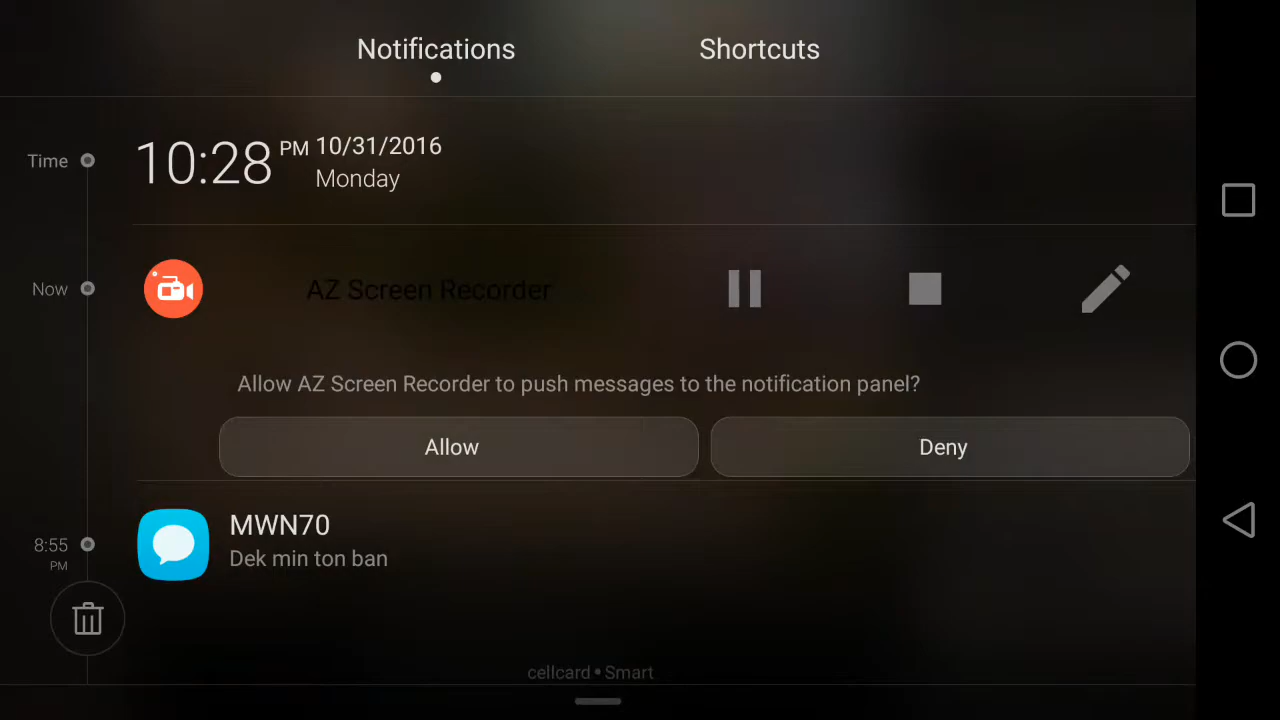 Notifications
Shortcuts
Time
10:28 PM 10/31/2016
Monday
Now
AZ Screen Recorder
Allow AZ Screen Recorder to push messages to the notification panel?
Allow
Deny
8:55 PM
MWN70
Dek min ton ban
cellcard • Smart